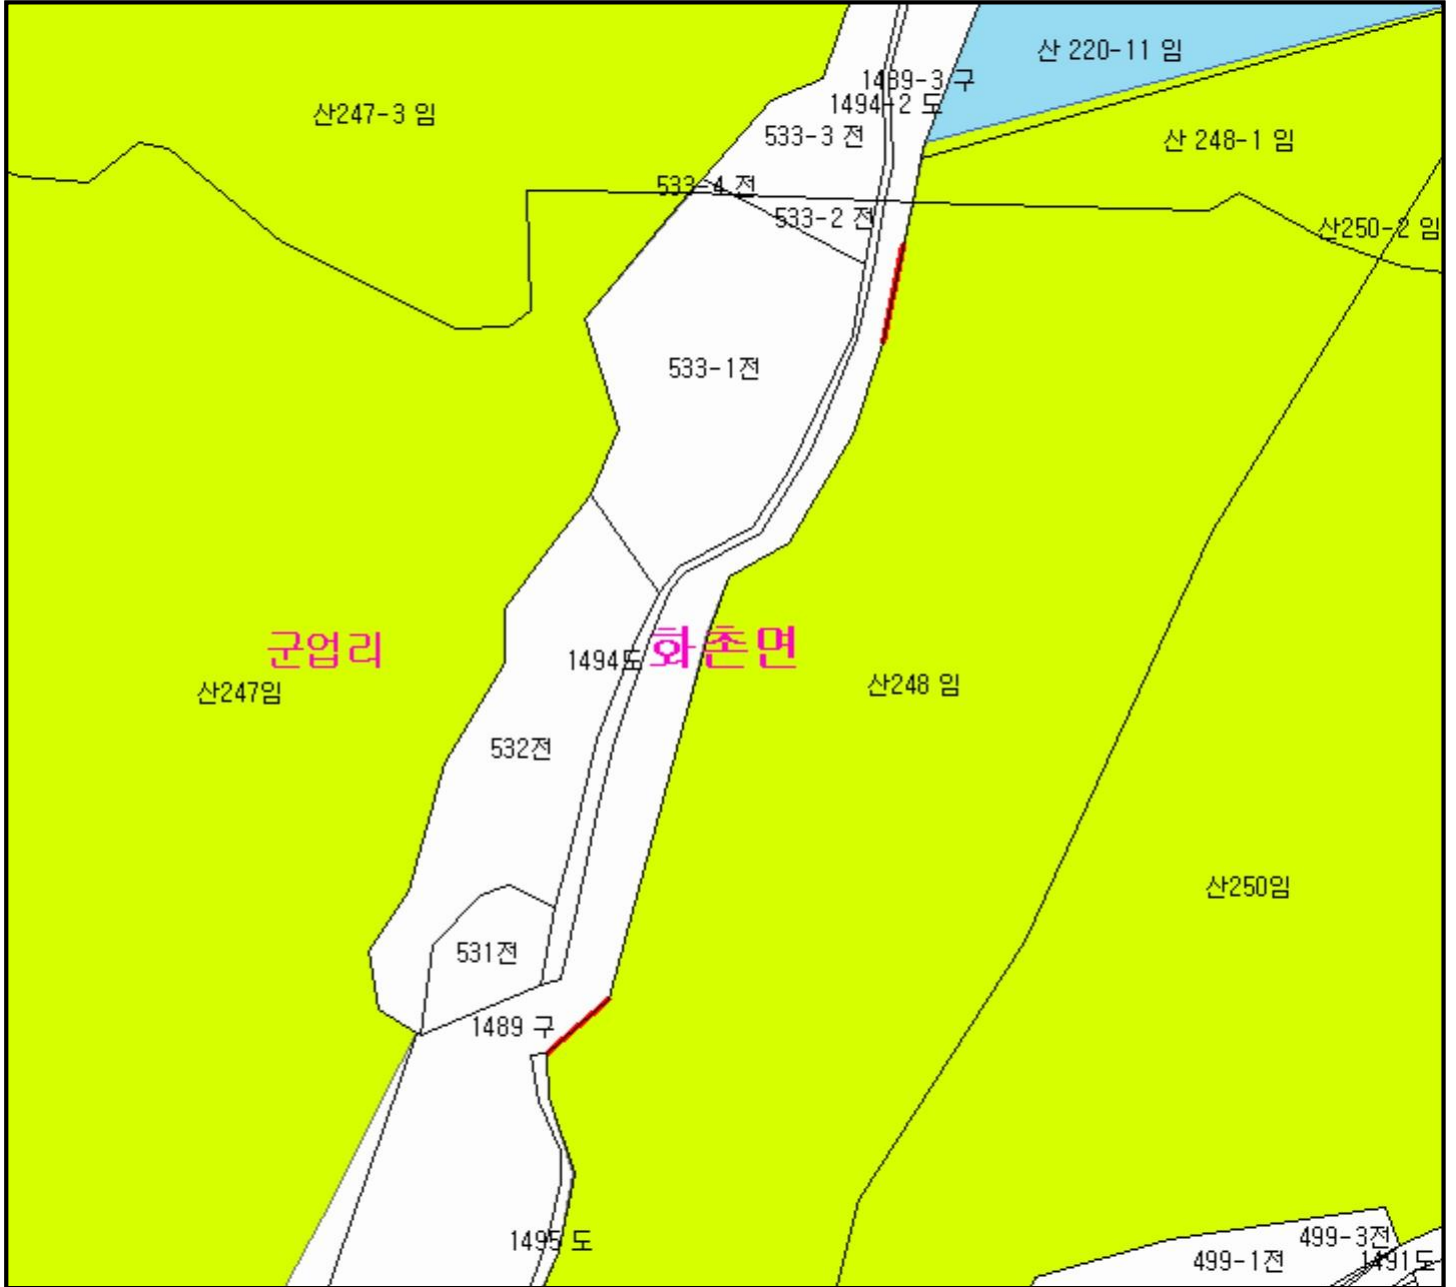 산 220-11 임
1489-3 구
1494-2 도
산247-3 임
533-3 전
산 248-1 임
533-4 전
533-2 전
산250-2 임
533-1전
군업리
화촌면
1494도
산248 임
산247임
532전
산250임
531전
1489 구
1495 도
499-3전
499-1전
1491도